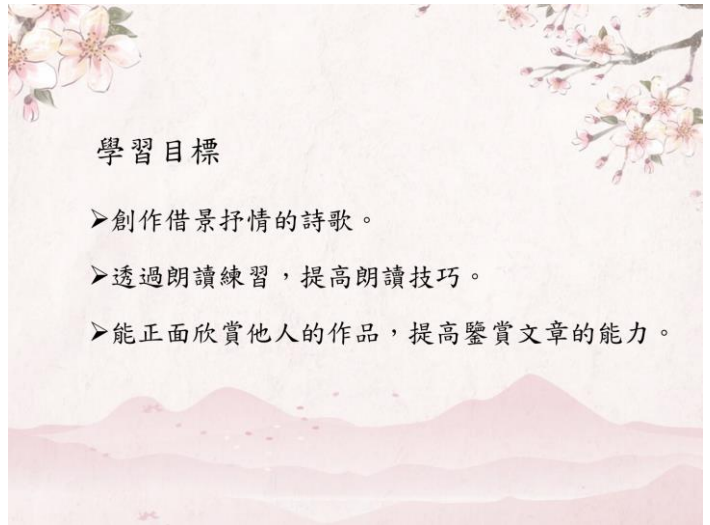 學習目標
➢創作借景抒情的詩歌。
➢透過朗讀練習，提高朗讀技巧。
➢能正面欣賞他人的作品，提高鑒賞文章的能力。